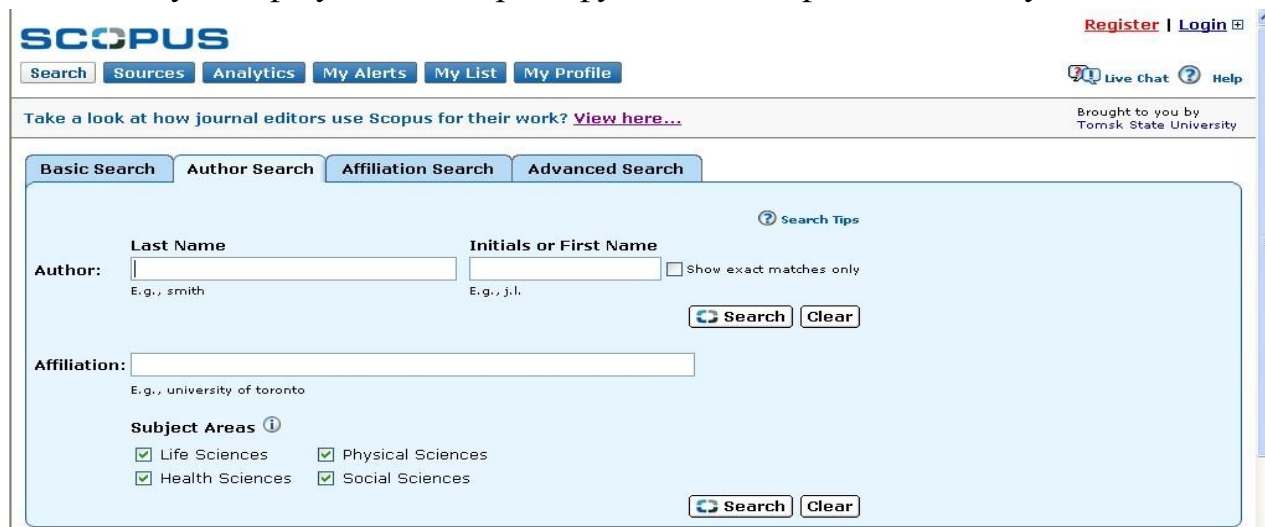 SCOPUS
Register | Login
Search Sources Analytics My Alerts My List My Profile
Live Chat Help
Take a look at how journal editors use Scopus for their work? View here...
Brought to you by
Tomsk State University
Basic Search Author Search Affiliation Search Advanced Search
Search Tips
Last Name Initials or First Name
Author: Show exact matches only
E.g., smith E.g., j.l.
Search Clear
Affiliation:
E.g., university of toronto
Subject Areas
Life Sciences Physical Sciences
Health Sciences Social Sciences
Search Clear